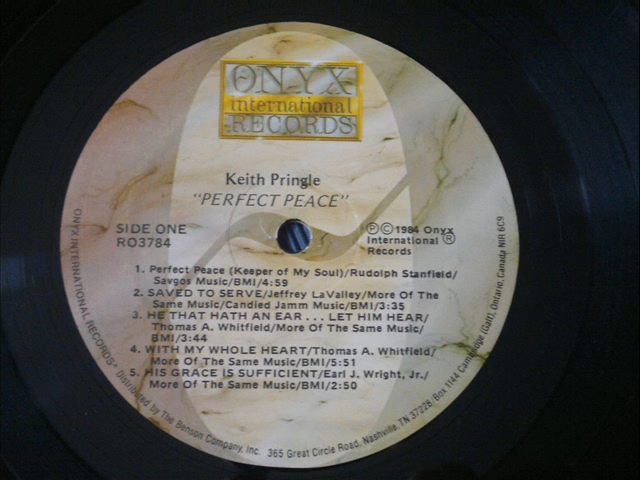 ONYX
international
RECORDS
Keith Pringle
"PERFECT PEACE"
SIDE ONE
RO3784
Ⓟ©1984 Onyx
International ®
Records
1. Perfect Peace (Keeper of My Soul)/Rudolph Stanfield/
Savgos Music/BMI/4:59
2. SAVED TO SERVE/Jeffrey LaValley/More Of The
Same Music/Candied Jamm Music/BMI/3:35
3. HE THAT HATH AN EAR . . . LET HIM HEAR/
Thomas A. Whitfield/More Of The Same Music/
BMI/3:44
4. WITH MY WHOLE HEART/Thomas A. Whitfield/
More Of The Same Music/BMI/5:51
5. HIS GRACE IS SUFFICIENT/Earl J. Wright, Jr./
More Of The Same Music/BMI/2:50
ONYX INTERNATIONAL RECORDS® Distributed by The Benson Company, Inc. 365 Great Circle Road, Nashville, TN 37228/Box 1144 Cambridge (Galt), Ontario, Canada NIR 6C9